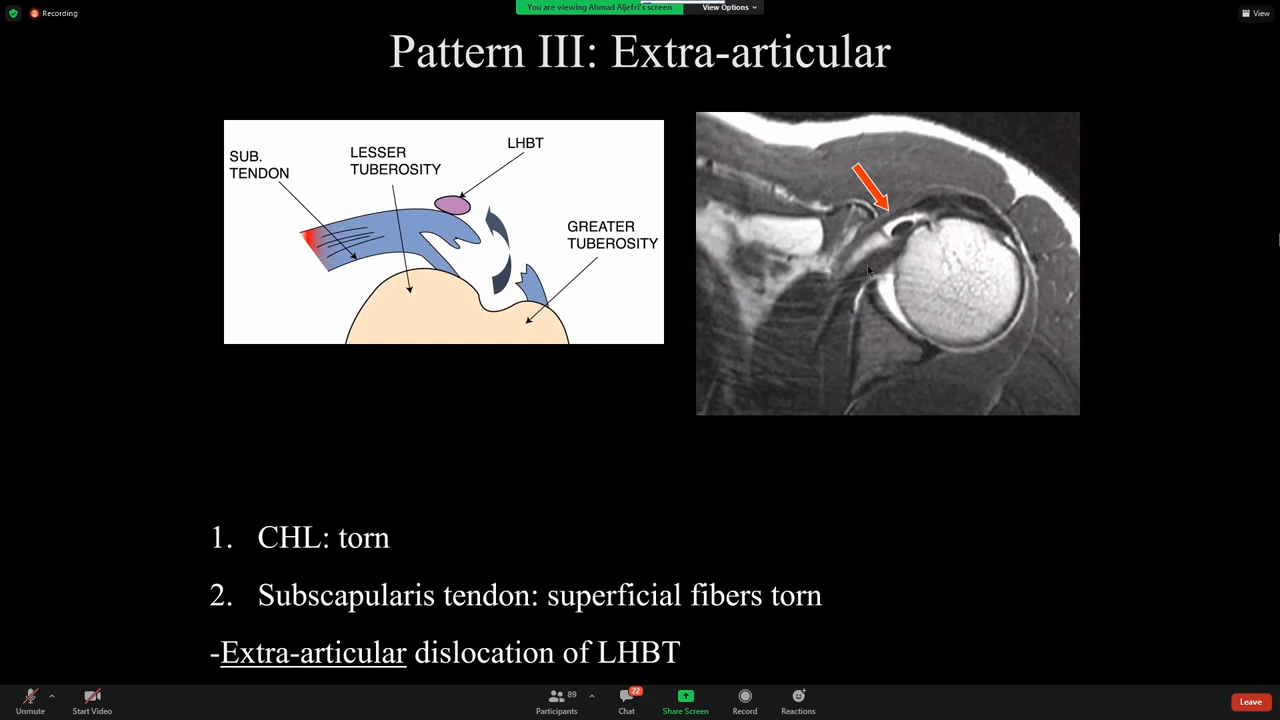 Recording
You are viewing Ahmad Aljefri's screen
View Options
View
Pattern III: Extra-articular
SUB.
TENDON
LESSER
TUBEROSITY
LHBT
GREATER
TUBEROSITY
1. CHL: torn
2. Subscapularis tendon: superficial fibers torn
-Extra-articular dislocation of LHBT
Unmute
Start Video
89
Participants
22
Chat
Share Screen
Record
Reactions
Leave